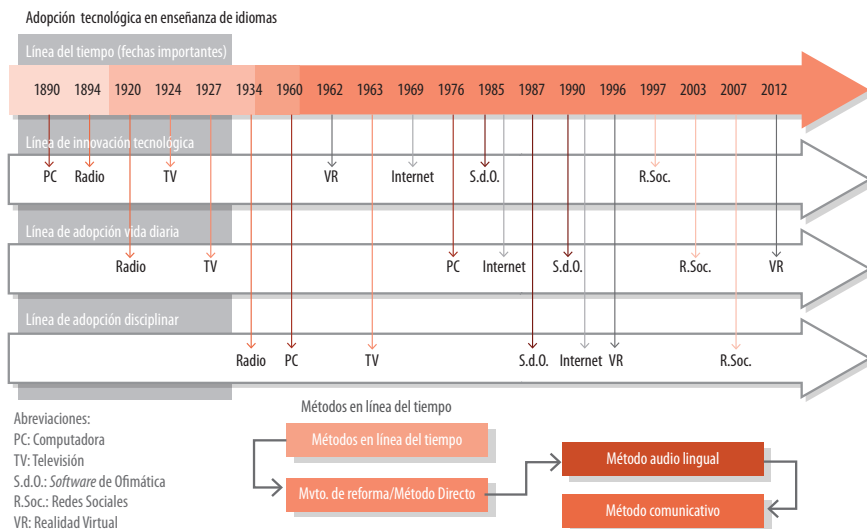 Adopción tecnológica en enseñanza de idiomas
Línea del tiempo (fechas importantes)
1890 1894 1920 1924 1927 1934 1960 1962 1963 1969 1976 1985 1987 1990 1996 1997 2003 2007 2012
Línea de innovación tecnológica
PC Radio TV VR Internet S.d.O. R.Soc.
Línea de adopción vida diaria
Radio TV PC Internet S.d.O. R.Soc. VR
Línea de adopción disciplinar
Radio PC TV S.d.O. Internet VR R.Soc.
Abreviaciones:
PC: Computadora
TV: Televisión
S.d.O.: Software de Ofimática
R.Soc.: Redes Sociales
VR: Realidad Virtual
Métodos en línea del tiempo
Métodos en línea del tiempo
Mvto. de reforma/Método Directo
Método audio lingual
Método comunicativo